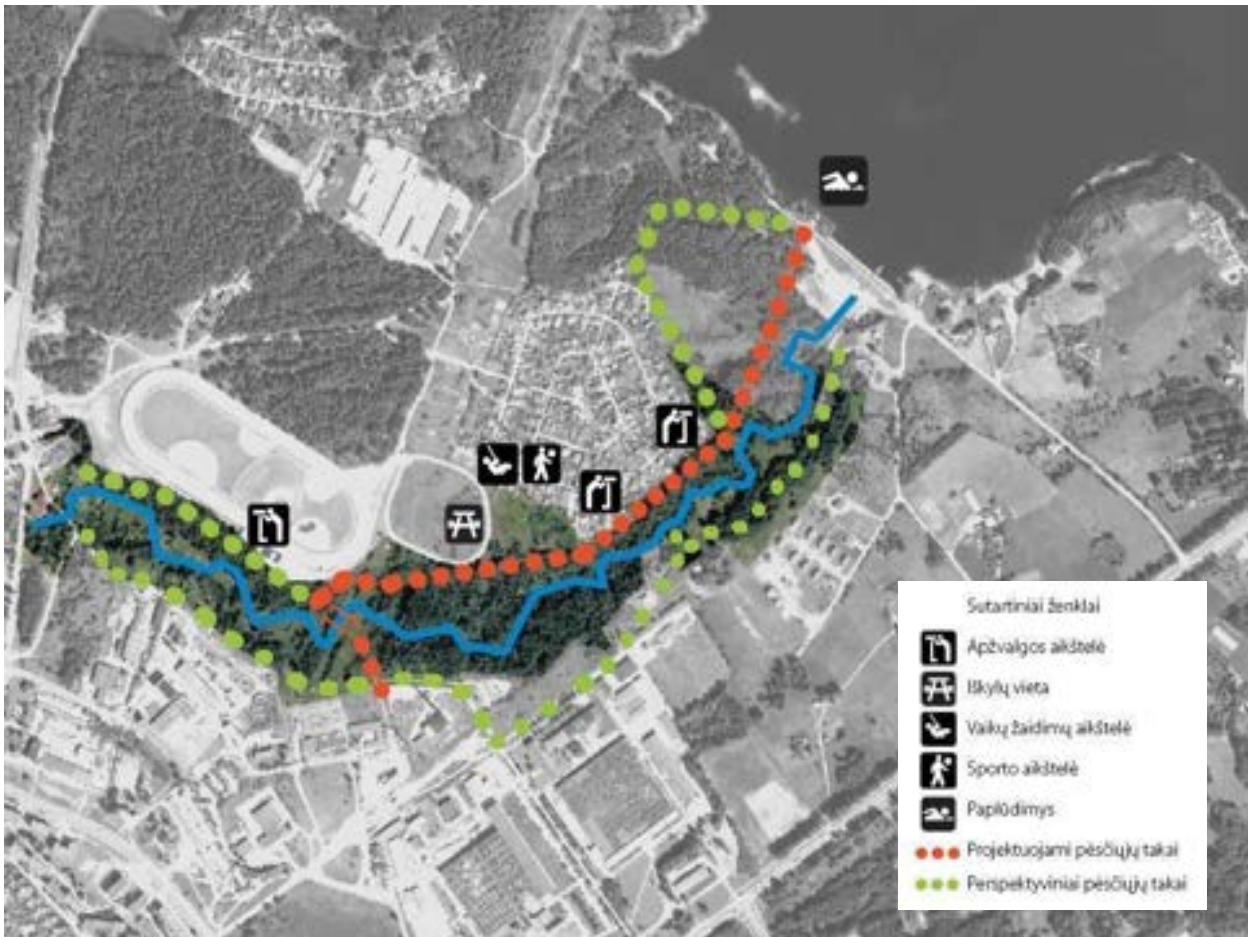 Sutartiniai ženklai
Apžvalgos aikštelė
Iškylų vieta
Vaikų žaidimų aikštelė
Sporto aikštelė
Paplūdimys
Projektuojami pėsčiųjų takai
Perspektyviniai pėsčiųjų takai